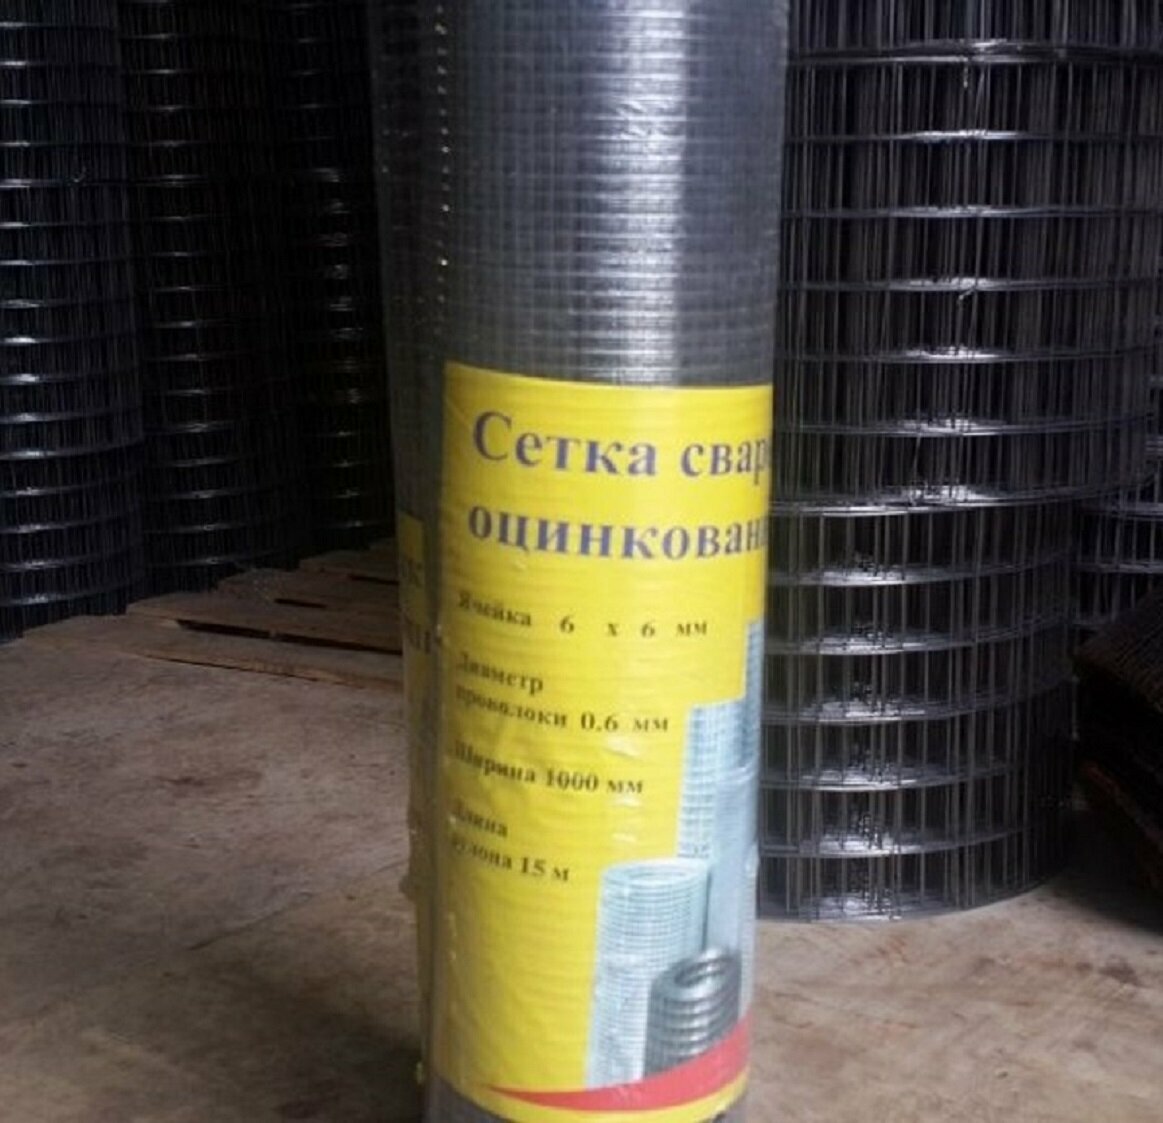 Сетка свар
оцинкован
Ячейка 6 х 6 мм
Диаметр
проволоки 0.6 мм
Ширина 1000 мм
Длина
рулона 15 м